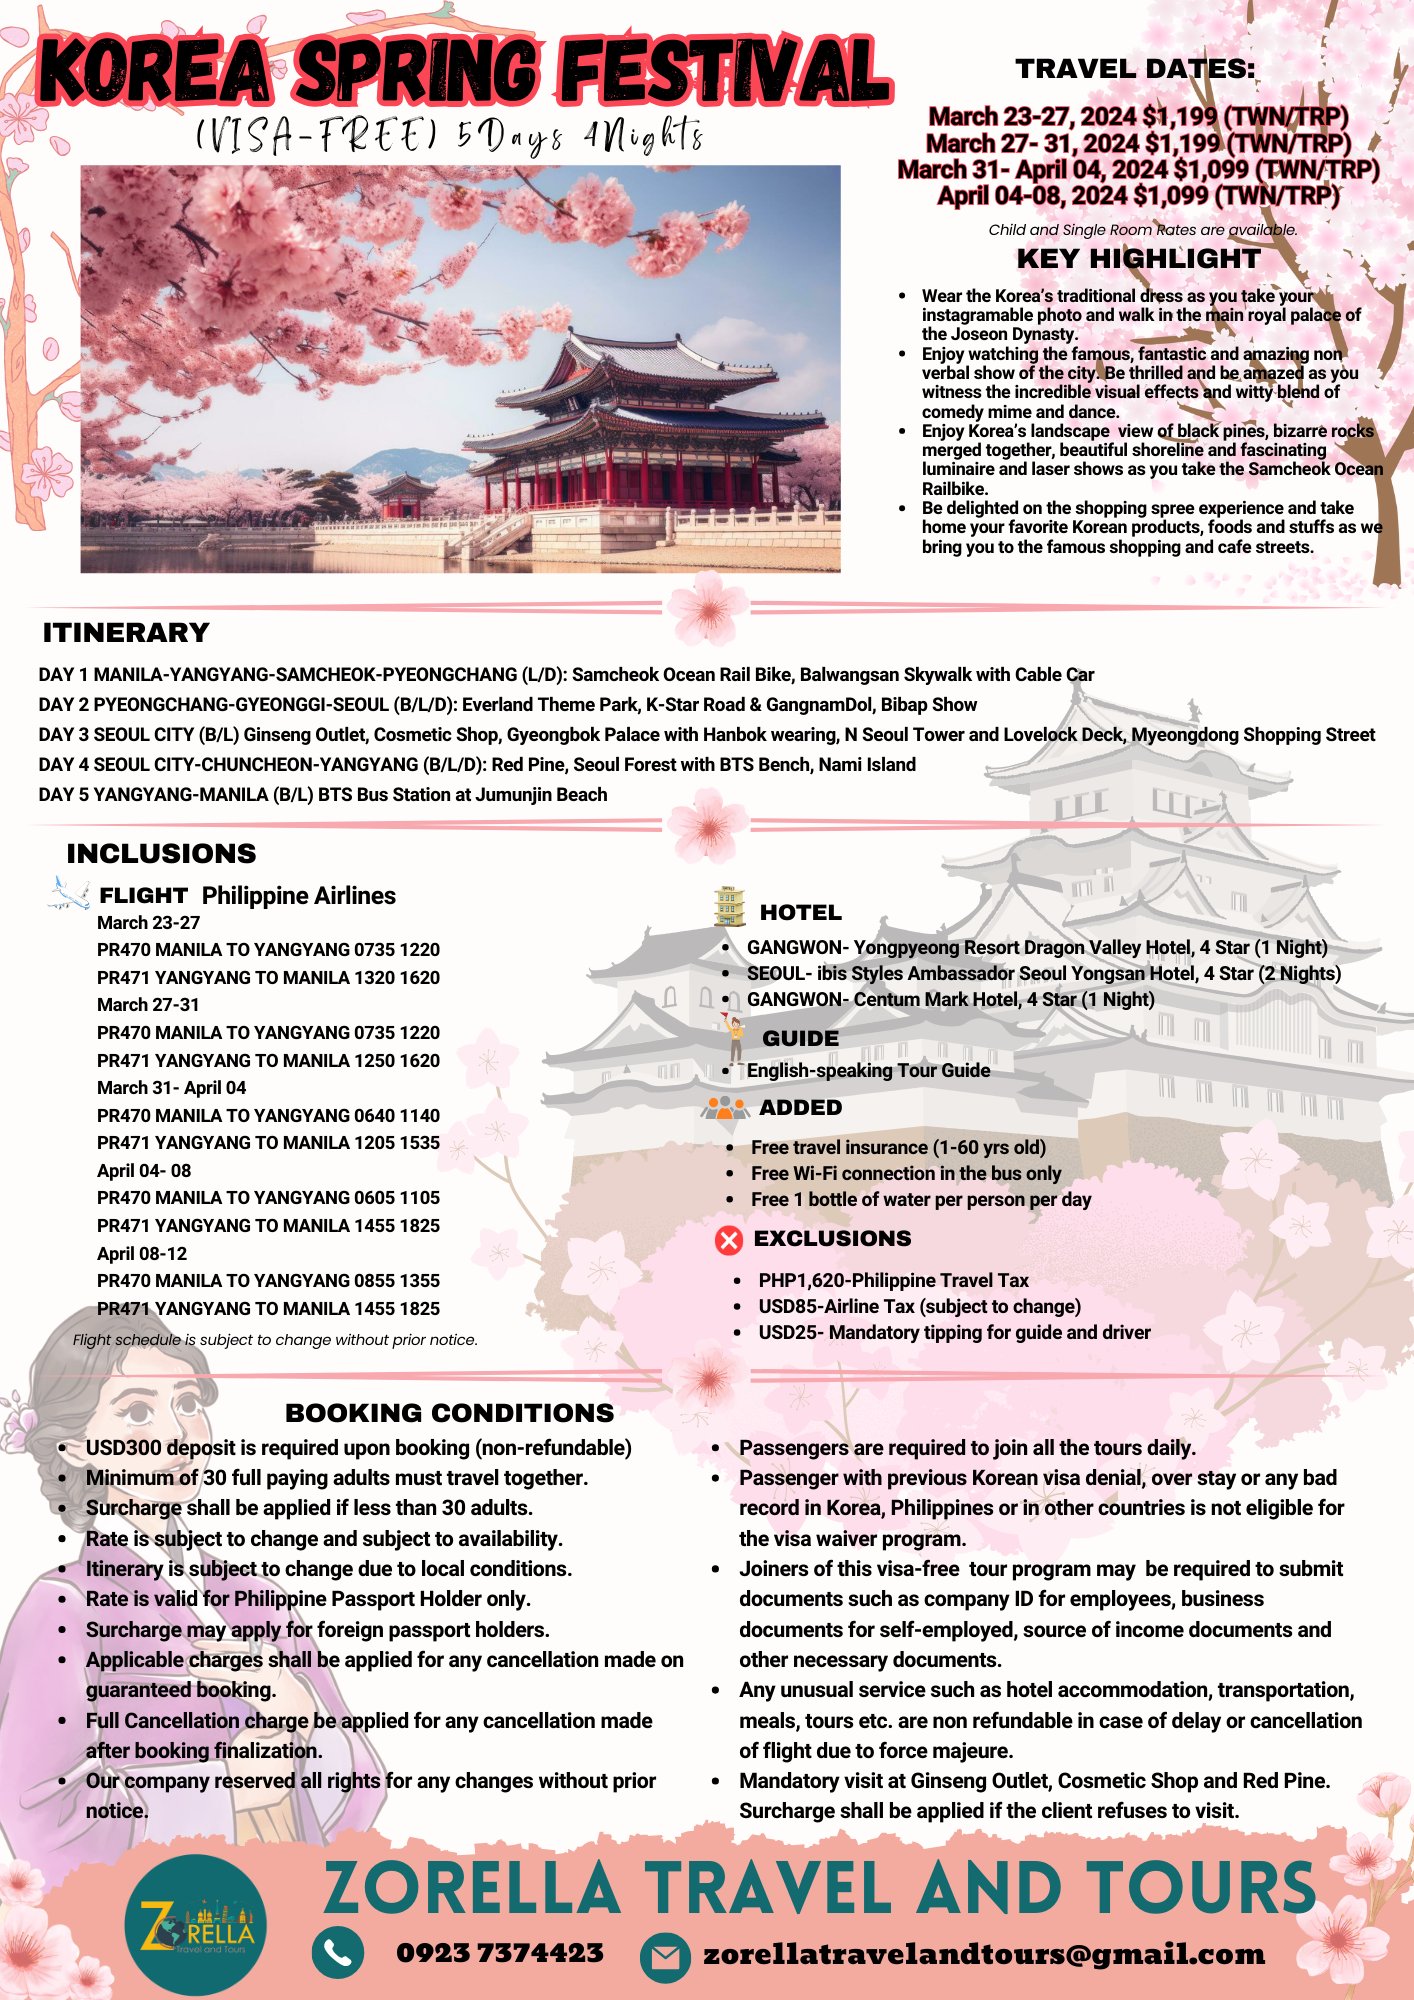 KOREA SPRING FESTIVAL
(VISA-FREE) 5Days 4Nights
TRAVEL DATES:
March 23-27, 2024 $1,199 (TWN/TRP)
March 27- 31, 2024 $1,199 (TWN/TRP)
March 31- April 04, 2024 $1,099 (TWN/TRP)
April 04-08, 2024 $1,099 (TWN/TRP)
Child and Single Room Rates are available.
KEY HIGHLIGHT
• Wear the Korea's traditional dress as you take your
instagramable photo and walk in the main royal palace of
the Joseon Dynasty.
• Enjoy watching the famous, fantastic and amazing non
verbal show of the city. Be thrilled and be amazed as you
witness the incredible visual effects and witty blend of
comedy mime and dance.
• Enjoy Korea's landscape view of black pines, bizarre rocks
merged together, beautiful shoreline and fascinating
luminaire and laser shows as you take the Samcheok Ocean
Railbike.
• Be delighted on the shopping spree experience and take
home your favorite Korean products, foods and stuffs as we
bring you to the famous shopping and cafe streets.
ITINERARY
DAY 1 MANILA-YANGYANG-SAMCHEOK-PYEONGCHANG (L/D): Samcheok Ocean Rail Bike, Balwangsan Skywalk with Cable Car
DAY 2 PYEONGCHANG-GYEONGGI-SEOUL (B/L/D): Everland Theme Park, K-Star Road & GangnamDol, Bibap Show
DAY 3 SEOUL CITY (B/L) Ginseng Outlet, Cosmetic Shop, Gyeongbok Palace with Hanbok wearing, N Seoul Tower and Lovelock Deck, Myeongdong Shopping Street
DAY 4 SEOUL CITY-CHUNCHEON-YANGYANG (B/L/D): Red Pine, Seoul Forest with BTS Bench, Nami Island
DAY 5 YANGYANG-MANILA (B/L) BTS Bus Station at Jumunjin Beach
INCLUSIONS
FLIGHT Philippine Airlines
March 23-27
PR470 MANILA TO YANGYANG 0735 1220
PR471 YANGYANG TO MANILA 1320 1620
March 27-31
PR470 MANILA TO YANGYANG 0735 1220
PR471 YANGYANG TO MANILA 1250 1620
March 31- April 04
PR470 MANILA TO YANGYANG 0640 1140
PR471 YANGYANG TO MANILA 1205 1535
April 04- 08
PR470 MANILA TO YANGYANG 0605 1105
PR471 YANGYANG TO MANILA 1455 1825
April 08-12
PR470 MANILA TO YANGYANG 0855 1355
PR471 YANGYANG TO MANILA 1455 1825
Flight schedule is subject to change without prior notice.
HOTEL
• GANGWON- Yongpyeong Resort Dragon Valley Hotel, 4 Star (1 Night)
• SEOUL- ibis Styles Ambassador Seoul Yongsan Hotel, 4 Star (2 Nights)
• GANGWON- Centum Mark Hotel, 4 Star (1 Night)
GUIDE
• English-speaking Tour Guide
ADDED
• Free travel insurance (1-60 yrs old)
• Free Wi-Fi connection in the bus only
• Free 1 bottle of water per person per day
EXCLUSIONS
• PHP1,620-Philippine Travel Tax
• USD85-Airline Tax (subject to change)
• USD25- Mandatory tipping for guide and driver
BOOKING CONDITIONS
• USD300 deposit is required upon booking (non-refundable)
• Minimum of 30 full paying adults must travel together.
• Surcharge shall be applied if less than 30 adults.
• Rate is subject to change and subject to availability.
• Itinerary is subject to change due to local conditions.
• Rate is valid for Philippine Passport Holder only.
• Surcharge may apply for foreign passport holders.
• Applicable charges shall be applied for any cancellation made on
guaranteed booking.
• Full Cancellation charge be applied for any cancellation made
after booking finalization.
• Our company reserved all rights for any changes without prior
notice.
• Passengers are required to join all the tours daily.
• Passenger with previous Korean visa denial, over stay or any bad
record in Korea, Philippines or in other countries is not eligible for
the visa waiver program.
• Joiners of this visa-free tour program may be required to submit
documents such as company ID for employees, business
documents for self-employed, source of income documents and
other necessary documents.
• Any unusual service such as hotel accommodation, transportation,
meals, tours etc. are non refundable in case of delay or cancellation
of flight due to force majeure.
• Mandatory visit at Ginseng Outlet, Cosmetic Shop and Red Pine.
Surcharge shall be applied if the client refuses to visit.
ZORELLA
Travel and Tours
ZORELLA TRAVEL AND TOURS
0923 7374423
zorellatravelandtours@gmail.com